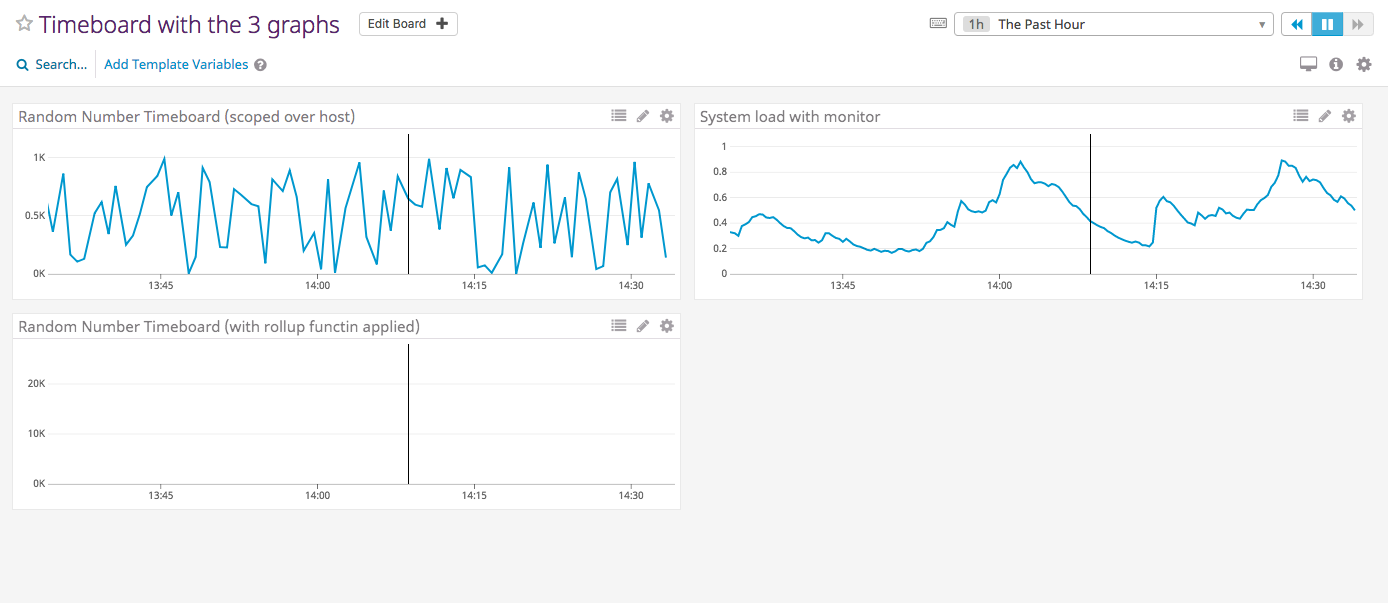 Timeboard with the 3 graphs
Edit Board
1h The Past Hour
Search...
Add Template Variables
Random Number Timeboard (scoped over host)
1K
0.5K
0K
13:45 14:00 14:15 14:30
System load with monitor
1
0.8
0.6
0.4
0.2
0
13:45 14:00 14:15 14:30
Random Number Timeboard (with rollup functin applied)
20K
10K
0K
13:45 14:00 14:15 14:30